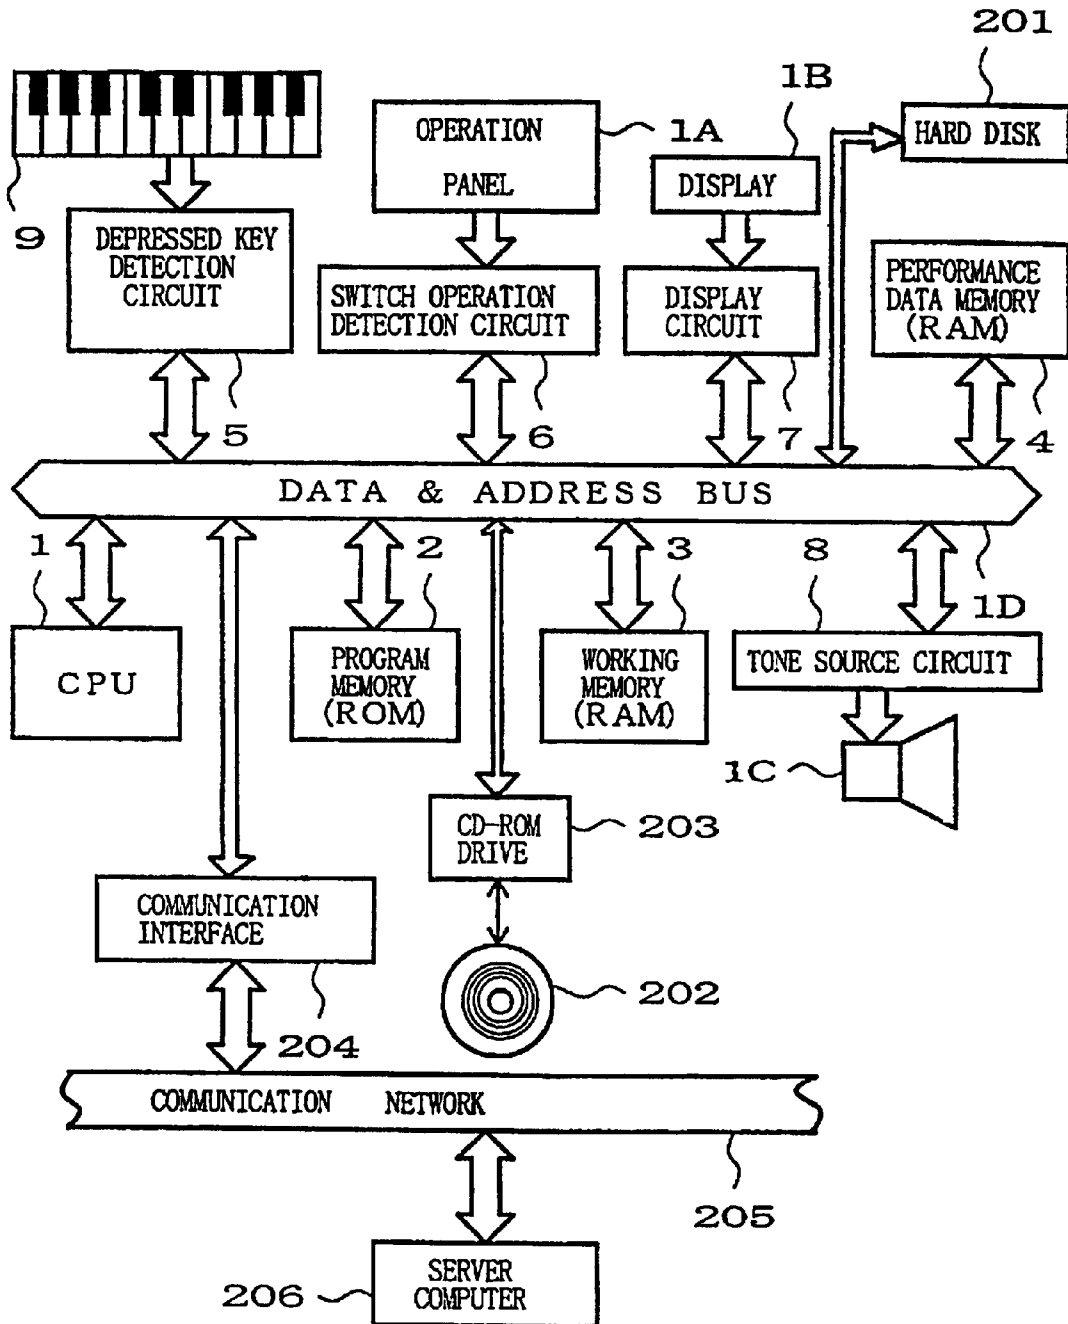 201
1B
OPERATION
PANEL
1A
DISPLAY
HARD DISK
9
DEPRESSED KEY
DETECTION
CIRCUIT
SWITCH OPERATION
DETECTION CIRCUIT
DISPLAY
CIRCUIT
PERFORMANCE
DATA MEMORY
(RAM)
5
6
7
4
DATA & ADDRESS BUS
1
2
3
8
1D
CPU
PROGRAM
MEMORY
(ROM)
WORKING
MEMORY
(RAM)
TONE SOURCE CIRCUIT
1C
CD-ROM
DRIVE
203
COMMUNICATION
INTERFACE
202
204
COMMUNICATION NETWORK
205
SERVER
COMPUTER
206